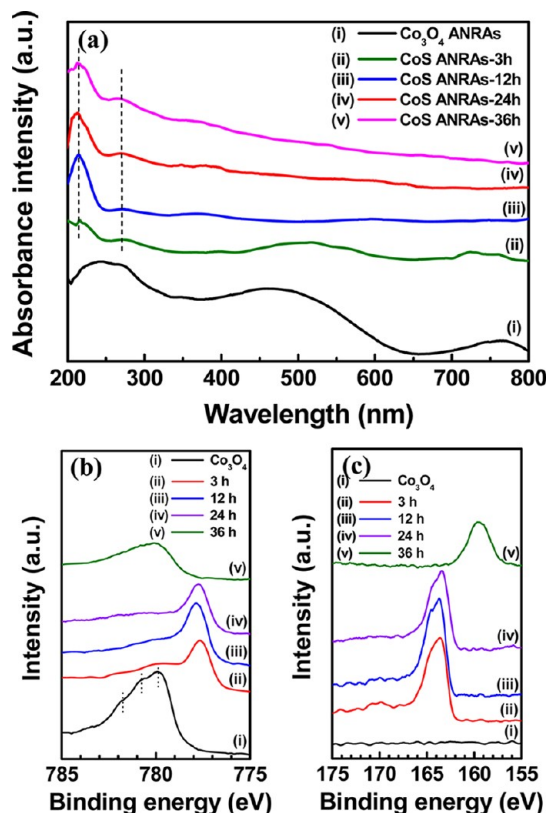 (a)
(i) Co₃O₄ ANRAs
(ii) CoS ANRAs-3h
(iii) CoS ANRAs-12h
(iv) CoS ANRAs-24h
(v) CoS ANRAs-36h
Absorbance intensity (a.u.)
(v)
(iv)
(iii)
(ii)
(i)
200 300 400 500 600 700 800
Wavelength (nm)
(b)
(i) Co₃O₄
(ii) 3 h
(iii) 12 h
(iv) 24 h
(v) 36 h
Intensity (a.u.)
(v)
(iv)
(iii)
(ii)
(i)
785 780 775
Binding energy (eV)
(c)
(i) Co₃O₄
(ii) 3 h
(iii) 12 h
(iv) 24 h
(v) 36 h
Intensity (a.u.)
(v)
(iv)
(iii)
(ii)
(i)
175 170 165 160 155
Binding energy (eV)